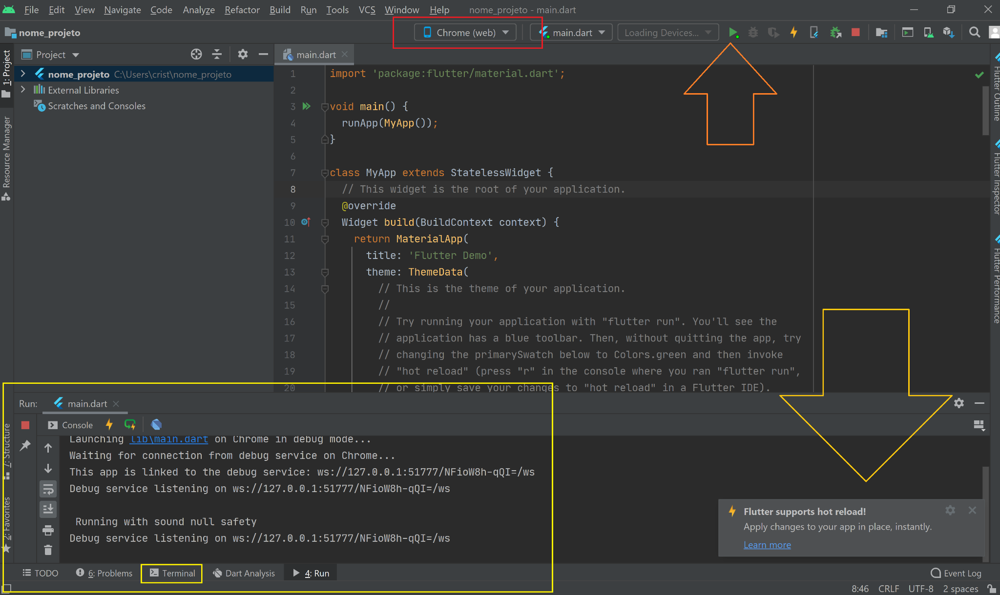 File Edit View Navigate Code Analyze Refactor Build Run Tools VCS Window Help nome_projeto - main.dart
nome_projeto
Chrome (web)
main.dart
Loading Devices...
1: Project
Resource Manager
7: Structure
2: Favorites
Project
nome_projeto C:\Users\crist\nome_projeto
External Libraries
Scratches and Consoles
main.dart
1 import 'package:flutter/material.dart';
2
3 void main() {
4 runApp(MyApp());
5 }
6
7 class MyApp extends StatelessWidget {
8 // This widget is the root of your application.
9 @override
10 Widget build(BuildContext context) {
11 return MaterialApp(
12 title: 'Flutter Demo',
13 theme: ThemeData(
14 // This is the theme of your application.
15 //
16 // Try running your application with "flutter run". You'll see the
17 // application has a blue toolbar. Then, without quitting the app, try
18 // changing the primarySwatch below to Colors.green and then invoke
19 // "hot reload" (press "r" in the console where you ran "flutter run",
20 // or simply save your changes to "hot reload" in a Flutter IDE).
Flutter Outline
Flutter Inspector
Flutter Performance
Run: main.dart
Console
Launching lib\main.dart on Chrome in debug mode...
Waiting for connection from debug service on Chrome...
This app is linked to the debug service: ws://127.0.0.1:51777/NFioW8h-qQI=/ws
Debug service listening on ws://127.0.0.1:51777/NFioW8h-qQI=/ws
Running with sound null safety
Debug service listening on ws://127.0.0.1:51777/NFioW8h-qQI=/ws
Flutter supports hot reload!
Apply changes to your app in place, instantly.
Learn more
TODO 6: Problems Terminal Dart Analysis 4: Run Event Log
8:46 CRLF UTF-8 2 spaces